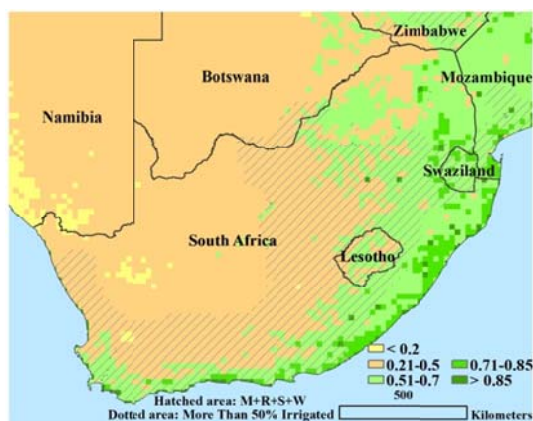 Zimbabwe
Botswana
Mozambique
Namibia
Swaziland
South Africa
Lesotho
< 0.2
0.21-0.5 0.71-0.85
0.51-0.7 > 0.85
Hatched area: M+R+S+W 500
Dotted area: More Than 50% Irrigated Kilometers